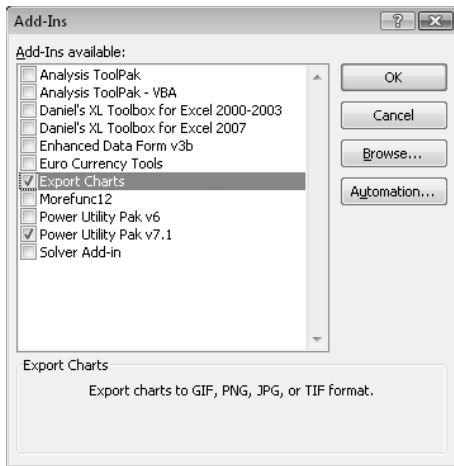 Add-Ins
Add-Ins available:
Analysis ToolPak
Analysis ToolPak - VBA
Daniel's XL Toolbox for Excel 2000-2003
Daniel's XL Toolbox for Excel 2007
Enhanced Data Form v3b
Euro Currency Tools
Export Charts
Morefunc12
Power Utility Pak v6
Power Utility Pak v7.1
Solver Add-in
OK
Cancel
Browse...
Automation...
Export Charts
Export charts to GIF, PNG, JPG, or TIF format.